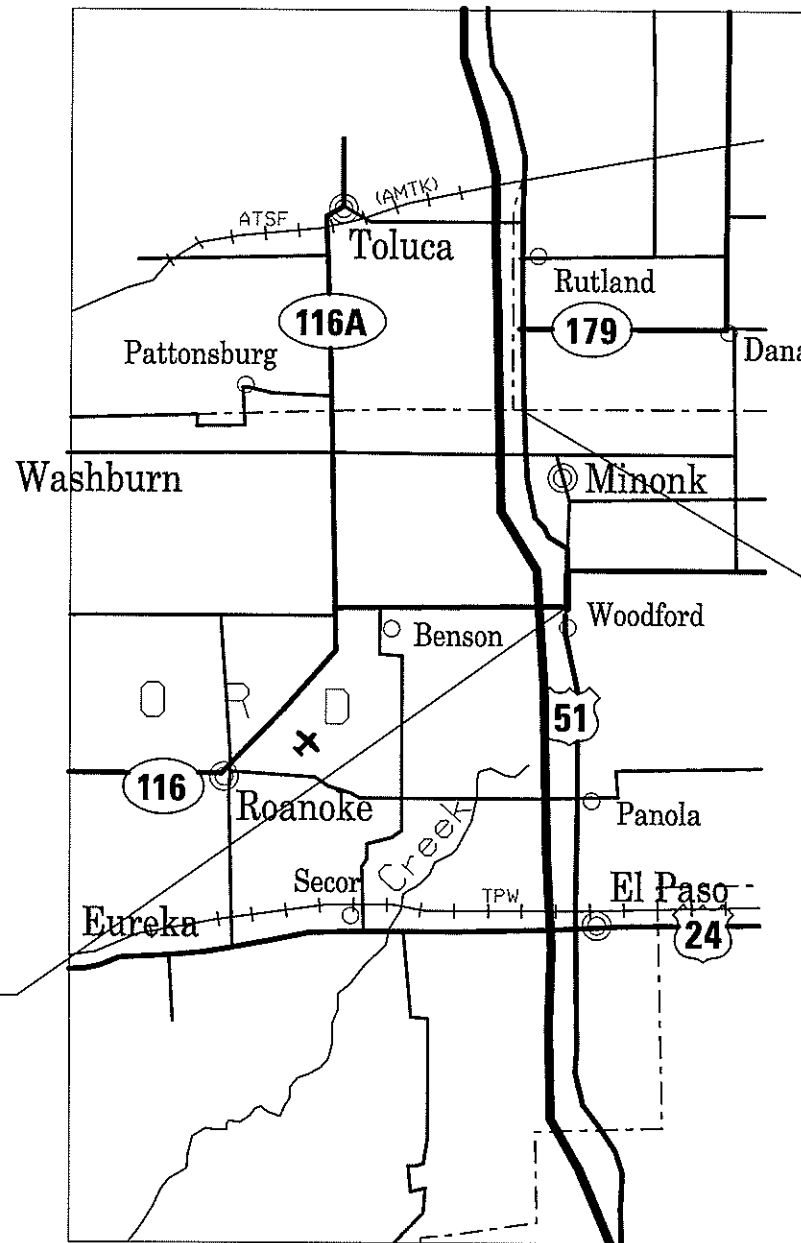 (AMTK)
ATSF
Toluca
Rutland
116A
179
Pattonsburg
Dana
Washburn
Minonk
Benson
Woodford
O R D
51
116
Roanoke
Panola
Creek
Secor
TPW
El Paso
Eureka
24